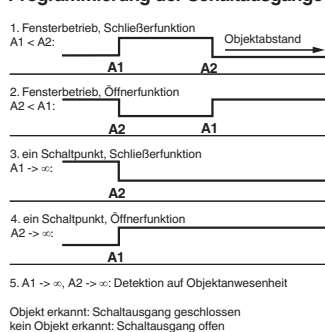 Programmierung der Schaltausgänge
1. Fensterbetrieb, Schließerfunktion
A1 < A2:
Objektabstand
A1 A2
2. Fensterbetrieb, Öffnerfunktion
A2 < A1:
A2 A1
3. ein Schaltpunkt, Schließerfunktion
A1 -> ∞:
A2
4. ein Schaltpunkt, Öffnerfunktion
A2 -> ∞:
A1
5. A1 -> ∞, A2 -> ∞: Detektion auf Objektanwesenheit
Objekt erkannt: Schaltausgang geschlossen
kein Objekt erkannt: Schaltausgang offen